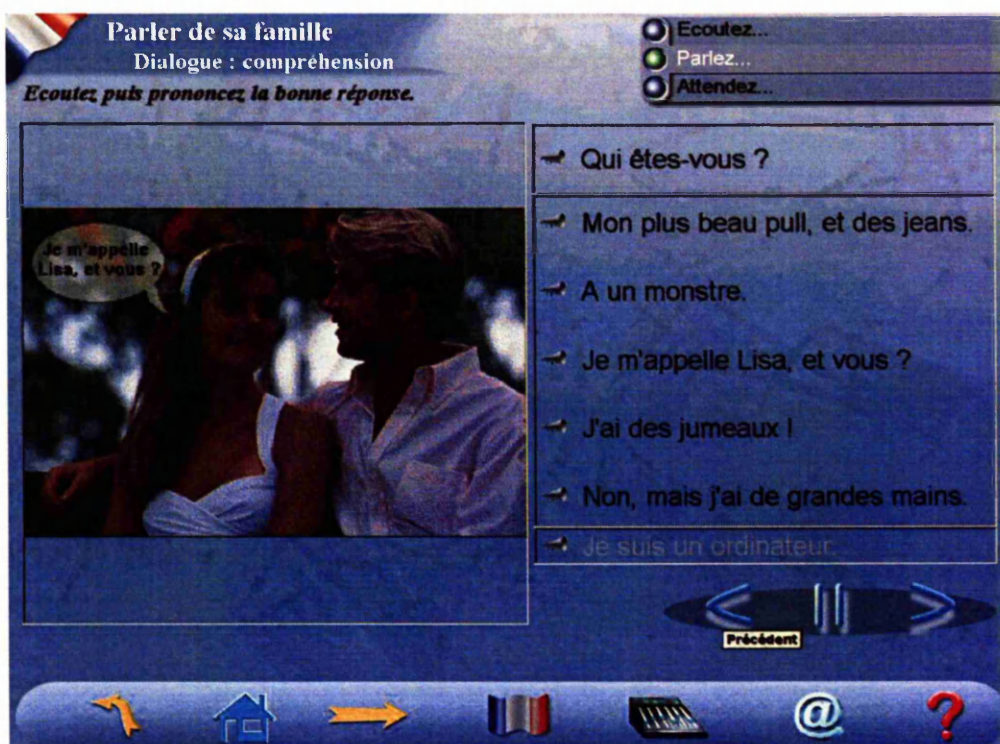 Parler de sa famille
Dialogue : compréhension
Ecoutez puis prononcez la bonne réponse.
Ecoutez...
Parlez...
Attendez...
Je m'appelle
Lisa, et vous ?
Qui êtes-vous ?
Mon plus beau pull, et des jeans.
A un monstre.
Je m'appelle Lisa, et vous ?
J'ai des jumeaux !
Non, mais j'ai de grandes mains.
Je suis un ordinateur.
Précédent
@
?